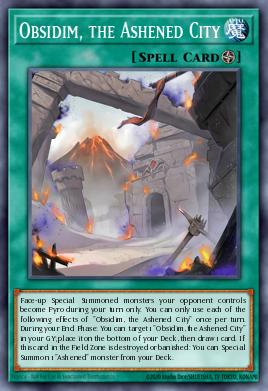 OBSIDIM, THE ASHENED CITY
魔
[SPELL CARD]
Face-up Special Summoned monsters your opponent controls
become Pyro during your turn only. You can only use each of the
following effects of "Obsidim, the Ashened City" once per turn.
During your End Phase: You can target 1 "Obsidim, the Ashened City"
in your GY; place it on the bottom of your Deck, then draw 1 card. If
this card in the Field Zone is destroyed or banished: You can Special
Summon 1 "Ashened" monster from your Deck.